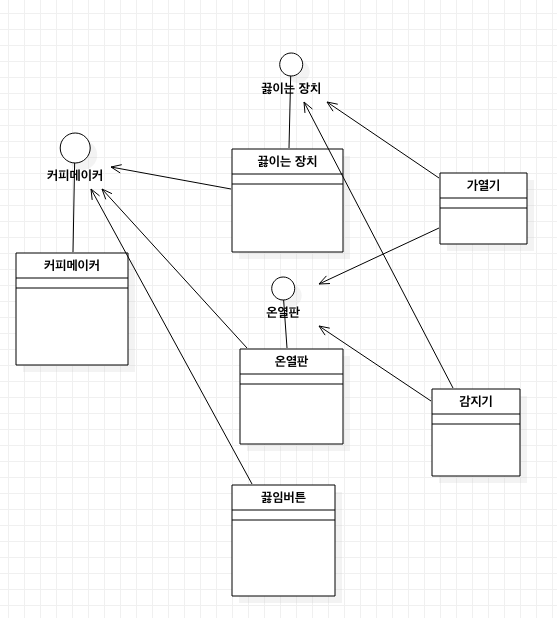 끓이는 장치
커피메이커
끓이는 장치
가열기
커피메이커
온열판
온열판
감지기
끓임버튼